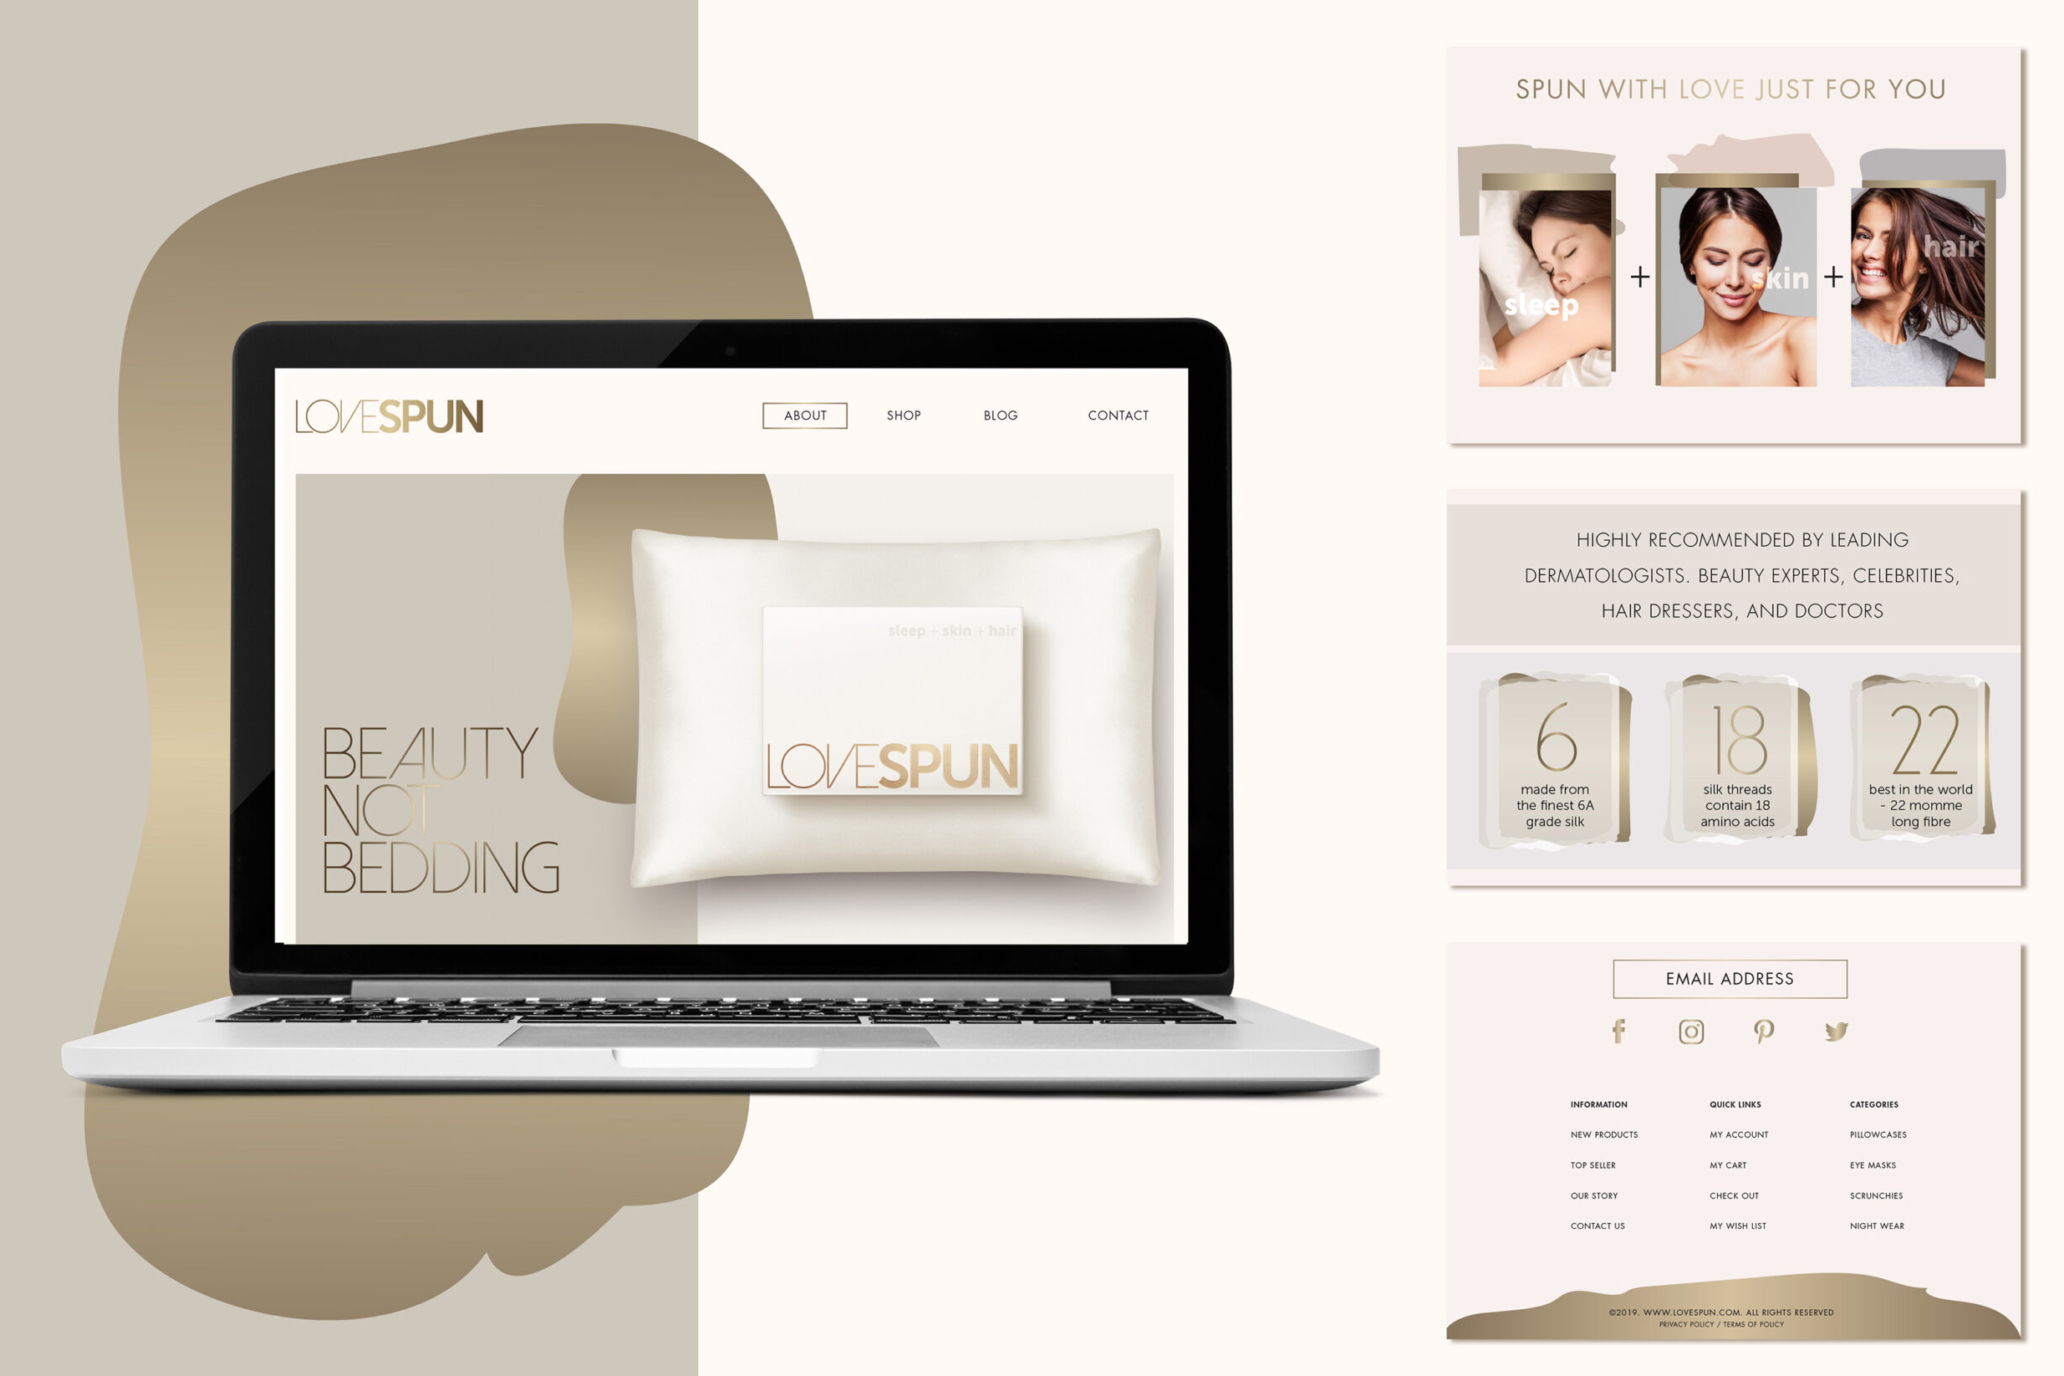 LOVESPUN
ABOUT SHOP BLOG CONTACT
BEAUTY
NOT
BEDDING
sleep + skin + hair
LOVESPUN
SPUN WITH LOVE JUST FOR YOU
sleep + skin + hair
HIGHLY RECOMMENDED BY LEADING
DERMATOLOGISTS. BEAUTY EXPERTS, CELEBRITIES,
HAIR DRESSERS, AND DOCTORS
6
made from
the finest 6A
grade silk
18
silk threads
contain 18
amino acids
22
best in the world
- 22 momme
long fibre
EMAIL ADDRESS
INFORMATION
NEW PRODUCTS
TOP SELLER
OUR STORY
CONTACT US
QUICK LINKS
MY ACCOUNT
MY CART
CHECK OUT
MY WISH LIST
CATEGORIES
PILLOWCASES
EYE MASKS
SCRUNCHIES
NIGHT WEAR
©2019. WWW.LOVESPUN.COM. ALL RIGHTS RESERVED
PRIVACY POLICY / TERMS OF POLICY